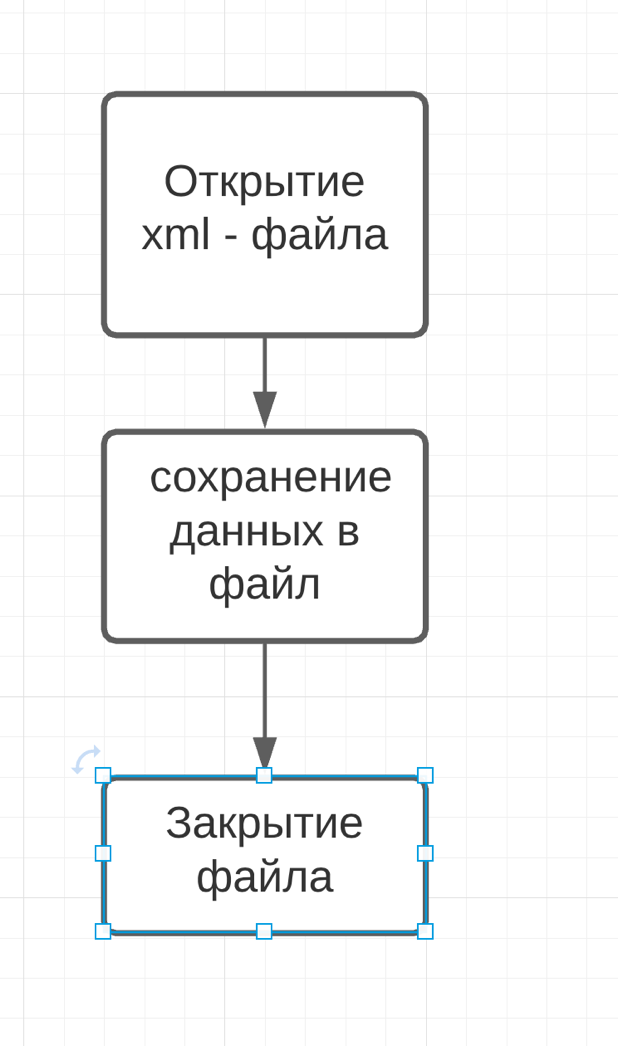 Открытие
xml - файла
сохранение
данных в
файл
Закрытие
файла